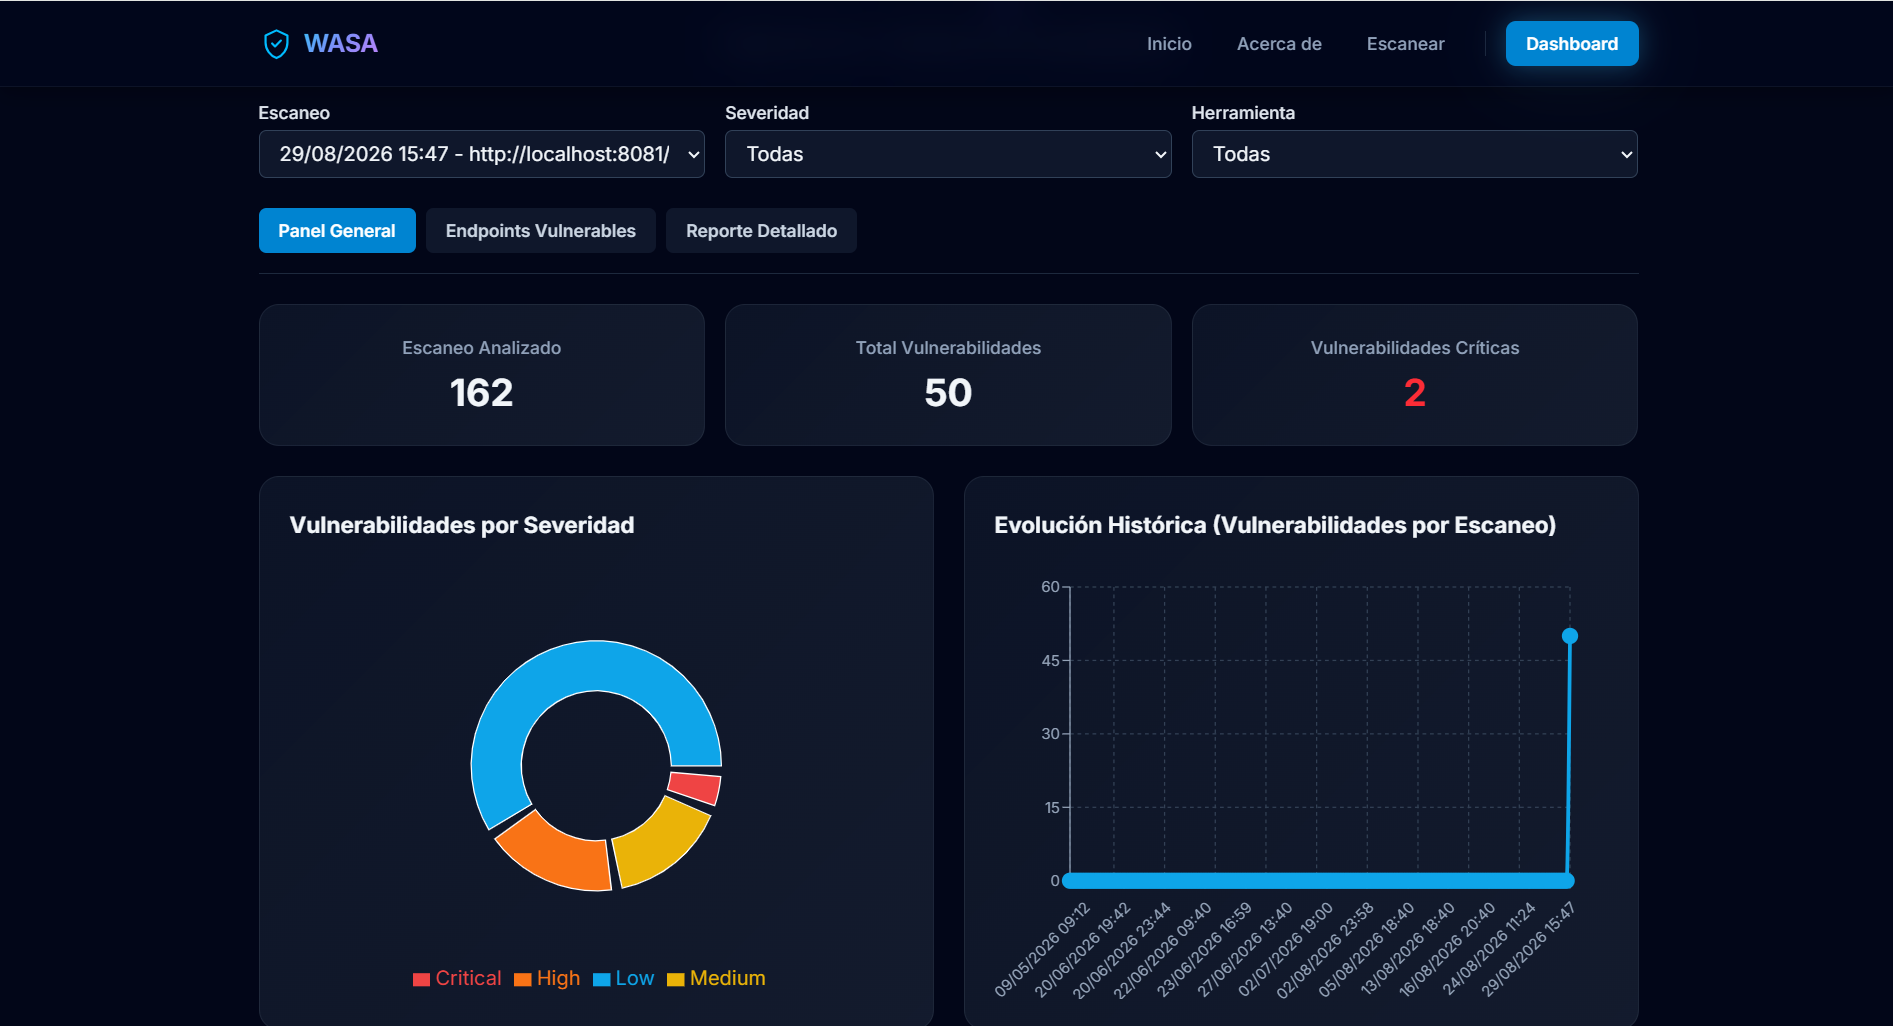 WASA
Inicio
Acerca de
Escanear
Dashboard
Escaneo
Severidad
Herramienta
29/08/2026 15:47 - http://localhost:8081/
Todas
Todas
Panel General
Endpoints Vulnerables
Reporte Detallado
Escaneo Analizado
162
Total Vulnerabilidades
50
Vulnerabilidades Críticas
2
Vulnerabilidades por Severidad
Critical
High
Low
Medium
Evolución Histórica (Vulnerabilidades por Escaneo)
60
45
30
15
0
09/05/2026 09:12
20/06/2026 19:42
20/06/2026 23:44
22/06/2026 09:40
23/06/2026 16:59
27/06/2026 13:40
02/07/2026 19:00
02/08/2026 23:58
05/08/2026 18:40
13/08/2026 18:40
16/08/2026 20:40
24/08/2026 11:24
29/08/2026 15:47